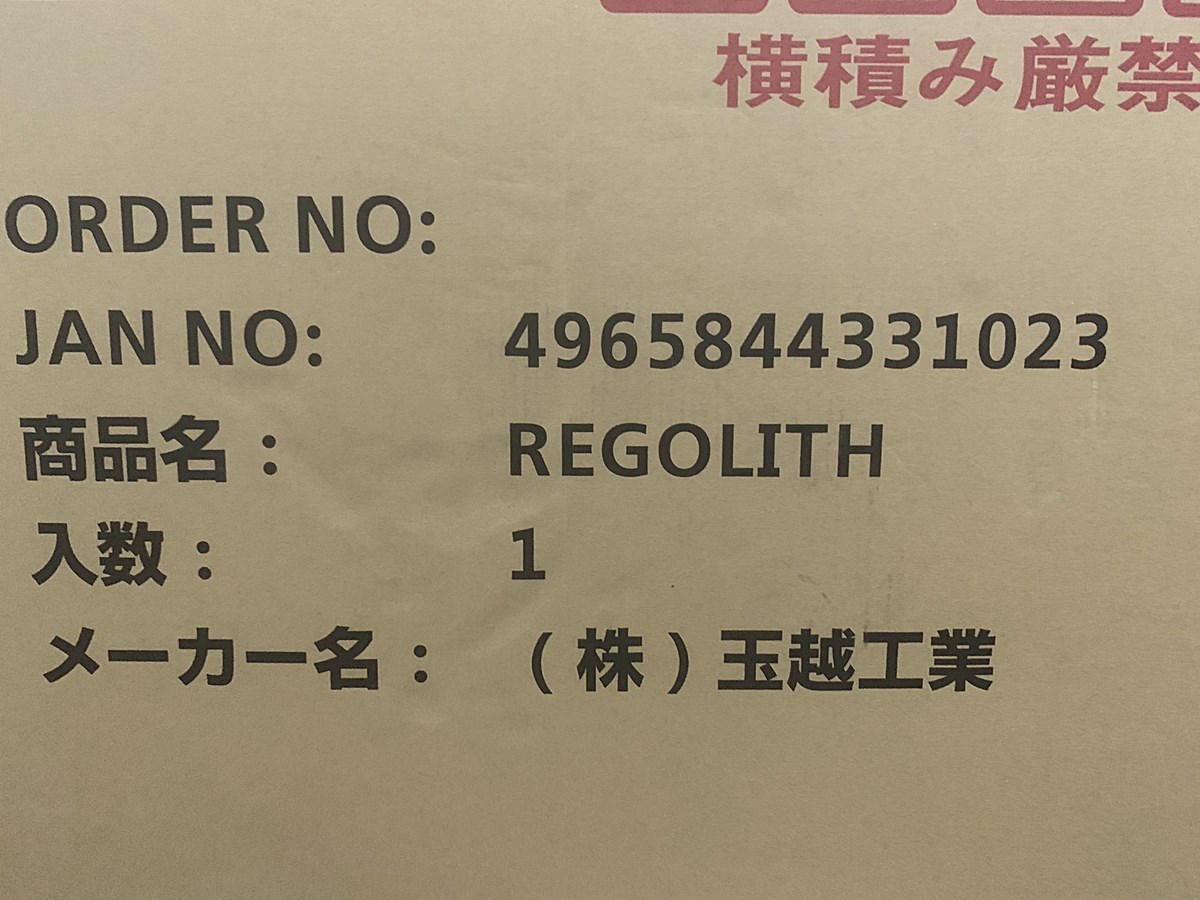 横積み厳禁
ORDER NO:
JAN NO: 4965844331023
商品名： REGOLITH
入数： 1
メーカー名： （株）玉越工業